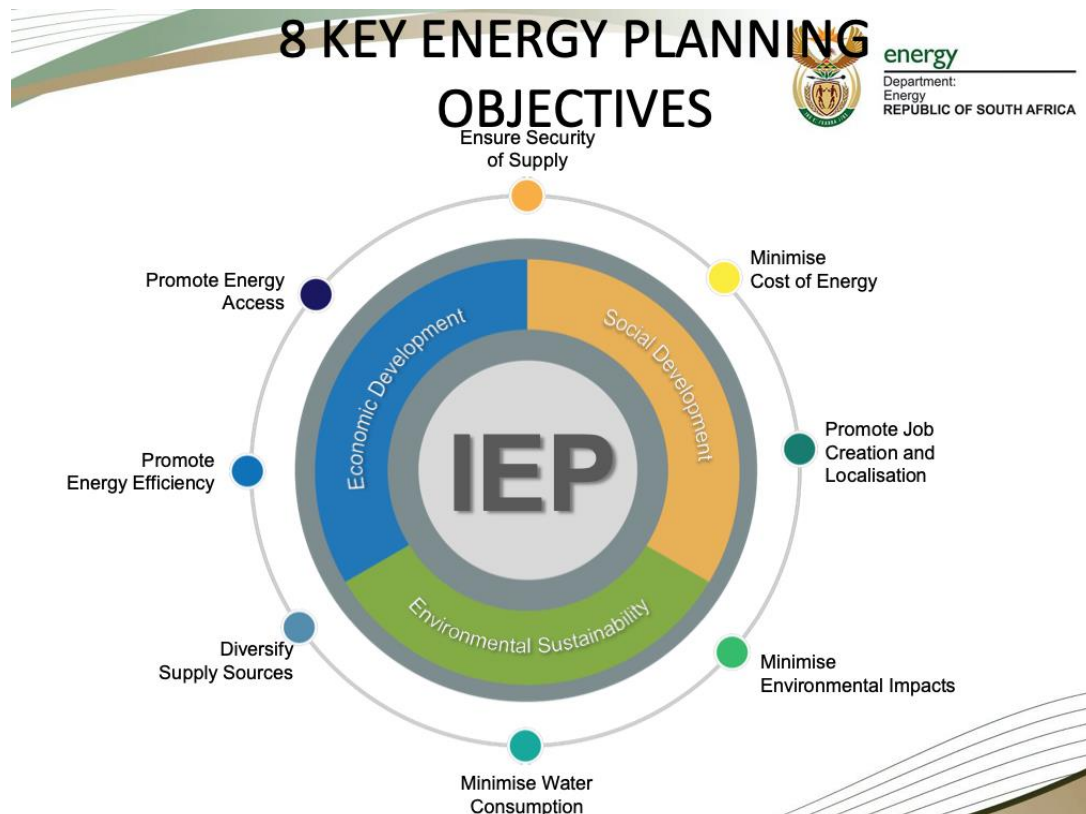 8 KEY ENERGY PLANNING
OBJECTIVES
energy
Department:
Energy
REPUBLIC OF SOUTH AFRICA
Ensure Security
of Supply
Minimise
Cost of Energy
Promote Job
Creation and
Localisation
Minimise
Environmental Impacts
Minimise Water
Consumption
Diversify
Supply Sources
Promote
Energy Efficiency
Promote Energy
Access
Economic Development
Social Development
Environmental Sustainability
IEP